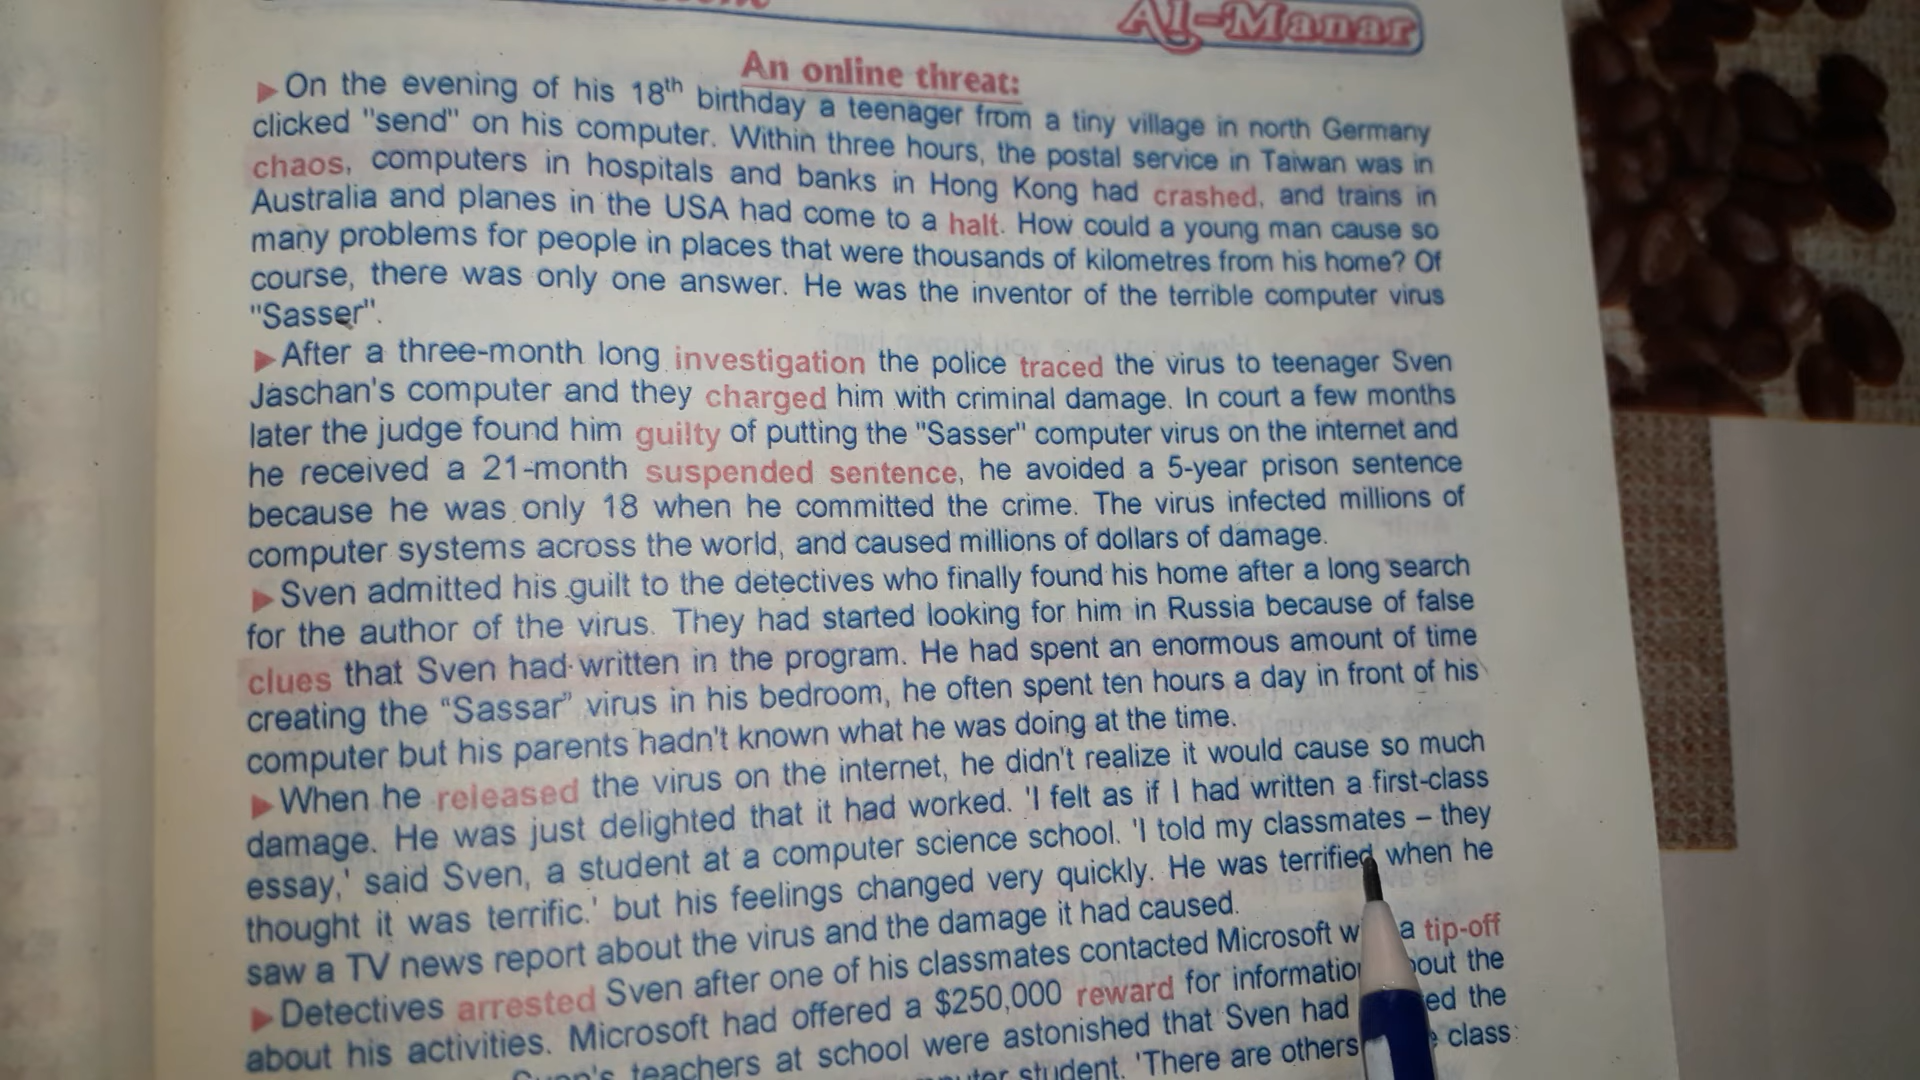 Al-Manar
An online threat:
On the evening of his 18th birthday a teenager from a tiny village in north Germany
clicked "send" on his computer. Within three hours, the postal service in Taiwan was in
chaos, computers in hospitals and banks in Hong Kong had crashed, and trains in
Australia and planes in the USA had come to a halt. How could a young man cause so
many problems for people in places that were thousands of kilometres from his home? Of
course, there was only one answer. He was the inventor of the terrible computer virus
"Sasser".
After a three-month long investigation the police traced the virus to teenager Sven
Jaschan's computer and they charged him with criminal damage. In court a few months
later the judge found him guilty of putting the "Sasser" computer virus on the internet and
he received a 21-month suspended sentence, he avoided a 5-year prison sentence
because he was only 18 when he committed the crime. The virus infected millions of
computer systems across the world, and caused millions of dollars of damage.
Sven admitted his guilt to the detectives who finally found his home after a long search
for the author of the virus. They had started looking for him in Russia because of false
clues that Sven had written in the program. He had spent an enormous amount of time
creating the "Sassar" virus in his bedroom, he often spent ten hours a day in front of his
computer but his parents hadn't known what he was doing at the time.
When he released the virus on the internet, he didn't realize it would cause so much
damage. He was just delighted that it had worked. 'I felt as if I had written a first-class
essay,' said Sven, a student at a computer science school. 'I told my classmates – they
thought it was terrific.' but his feelings changed very quickly. He was terrified when he
saw a TV news report about the virus and the damage it had caused.
Detectives arrested Sven after one of his classmates contacted Microsoft a tip-off
about his activities. Microsoft had offered a $250,000 reward for information about the
teachers at school were astonished that Sven had the
student. 'There are others class